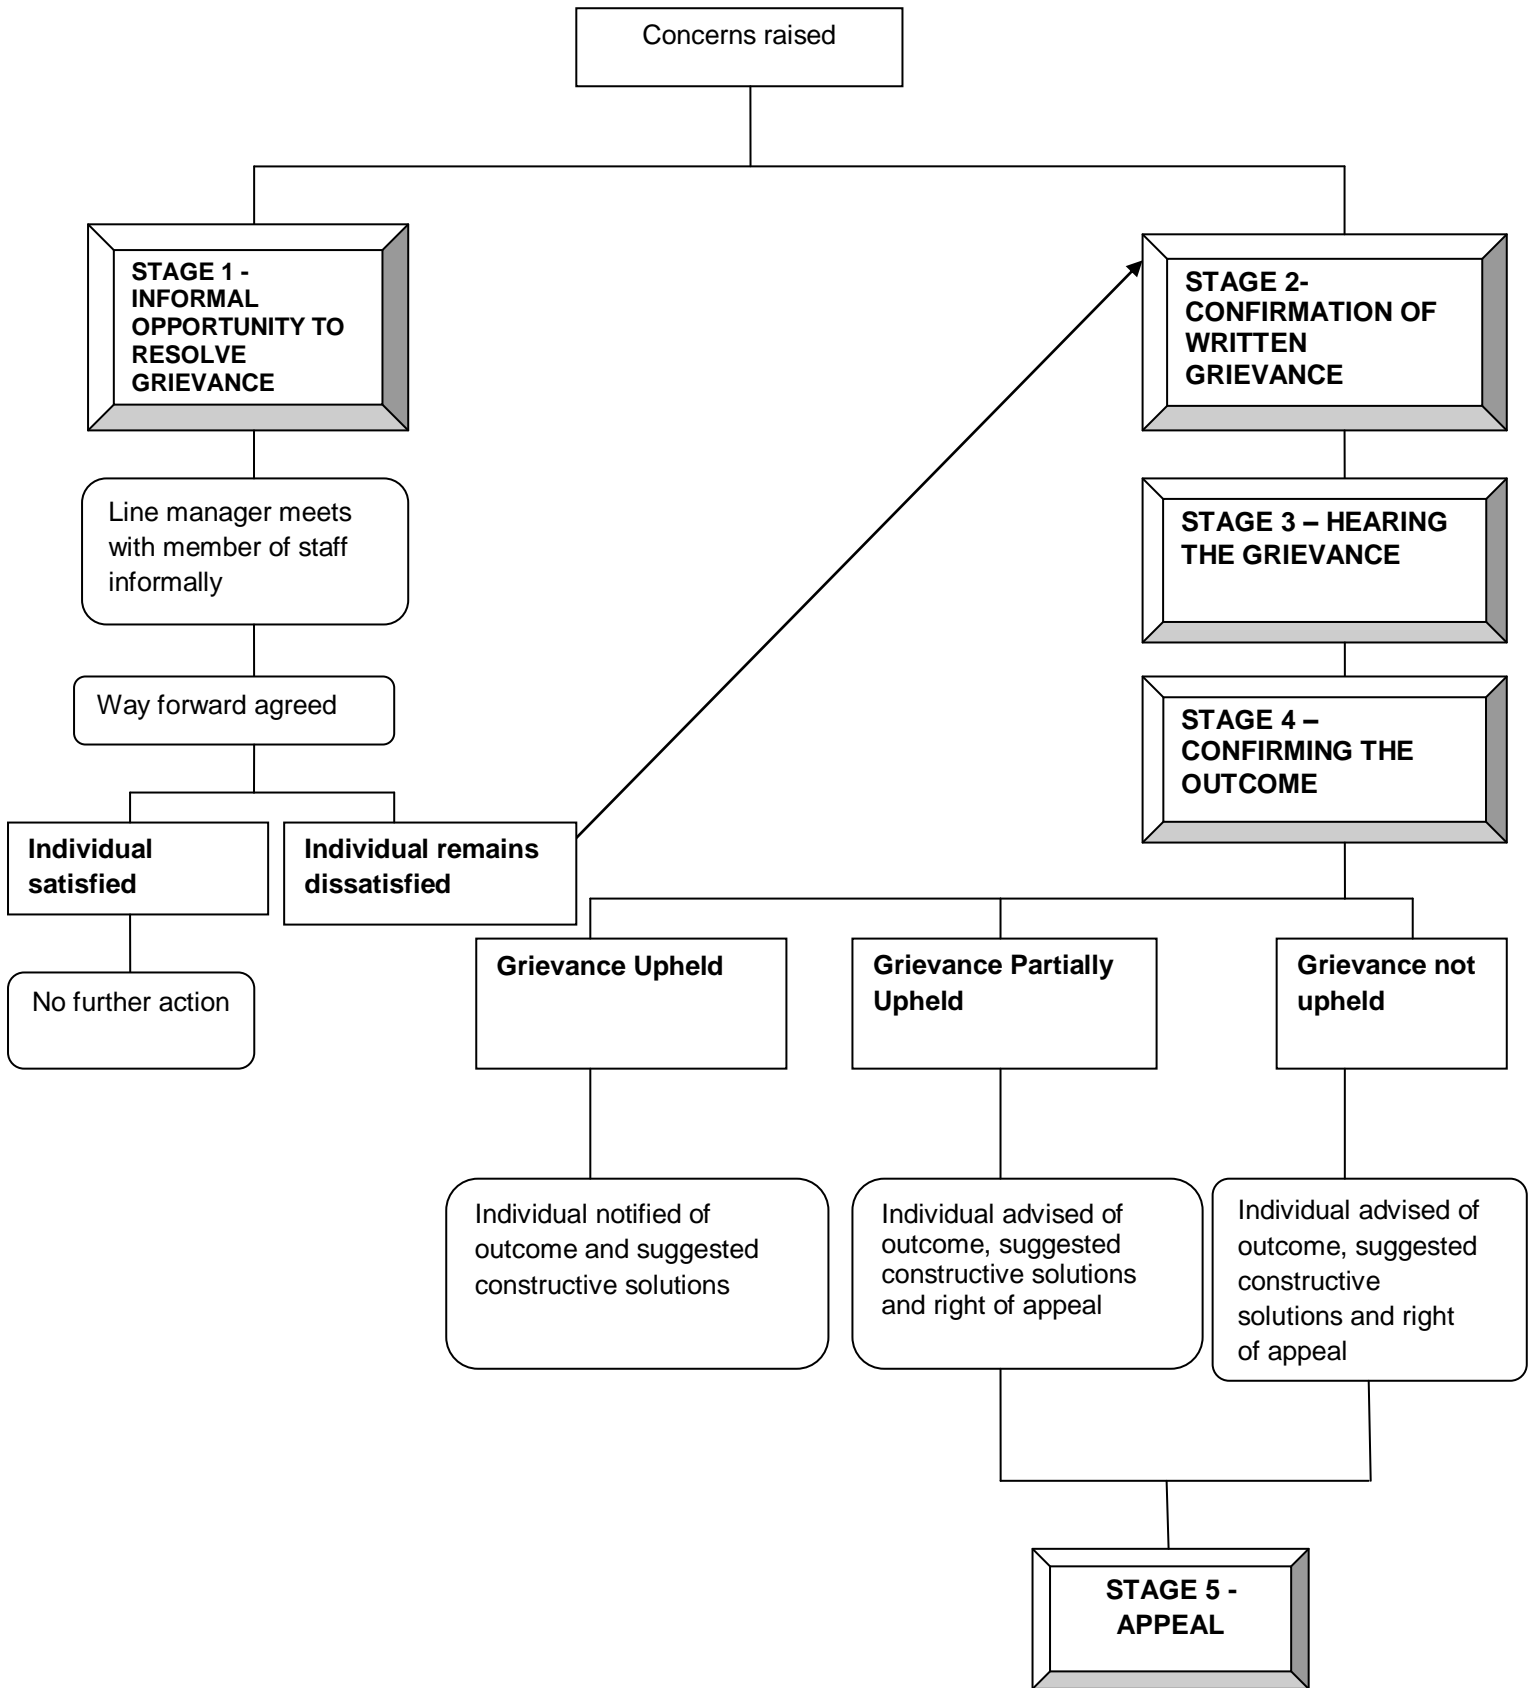 Concerns raised
STAGE 1 -
INFORMAL
OPPORTUNITY TO
RESOLVE
GRIEVANCE
STAGE 2-
CONFIRMATION OF
WRITTEN
GRIEVANCE
Line manager meets
with member of staff
informally
STAGE 3 – HEARING
THE GRIEVANCE
Way forward agreed
STAGE 4 –
CONFIRMING THE
OUTCOME
Individual
satisfied
Individual remains
dissatisfied
No further action
Grievance Upheld
Grievance Partially
Upheld
Grievance not
upheld
Individual notified of
outcome and suggested
constructive solutions
Individual advised of
outcome, suggested
constructive solutions
and right of appeal
Individual advised of
outcome, suggested
constructive
solutions and right
of appeal
STAGE 5 -
APPEAL